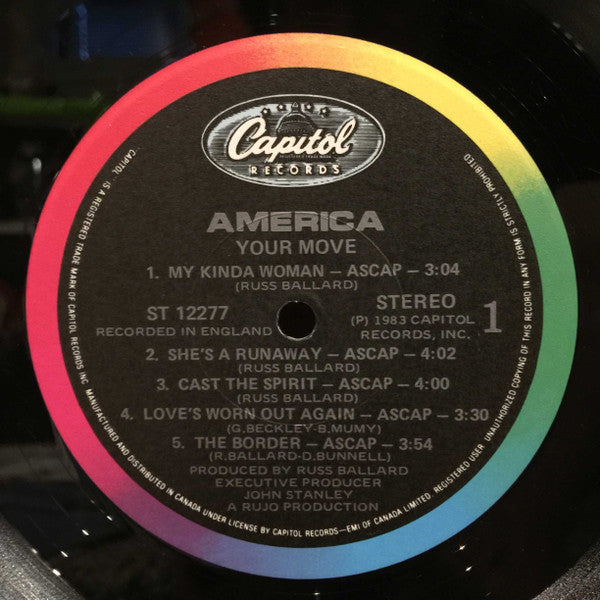 Capitol
RECORDS
AMERICA
YOUR MOVE
1. MY KINDA WOMAN – ASCAP – 3:04
(RUSS BALLARD)
ST 12277
RECORDED IN ENGLAND
STEREO
(P) 1983 CAPITOL
RECORDS, INC.
1
2. SHE'S A RUNAWAY – ASCAP – 4:02
(RUSS BALLARD)
3. CAST THE SPIRIT – ASCAP – 4:00
(RUSS BALLARD)
4. LOVE'S WORN OUT AGAIN – ASCAP – 3:30
(G.BECKLEY-B.MUMY)
5. THE BORDER – ASCAP – 3:54
(R.BALLARD-D.BUNNELL)
PRODUCED BY RUSS BALLARD
EXECUTIVE PRODUCER
JOHN STANLEY
A RUJO PRODUCTION
CAPITOL IS A REGISTERED TRADE MARK OF CAPITOL RECORDS INC. MANUFACTURED AND DISTRIBUTED IN CANADA UNDER LICENSE BY CAPITOL RECORDS—EMI OF CANADA LIMITED. REGISTERED USER. UNAUTHORIZED COPYING OF THIS RECORD IN ANY FORM IS STRICTLY PROHIBITED